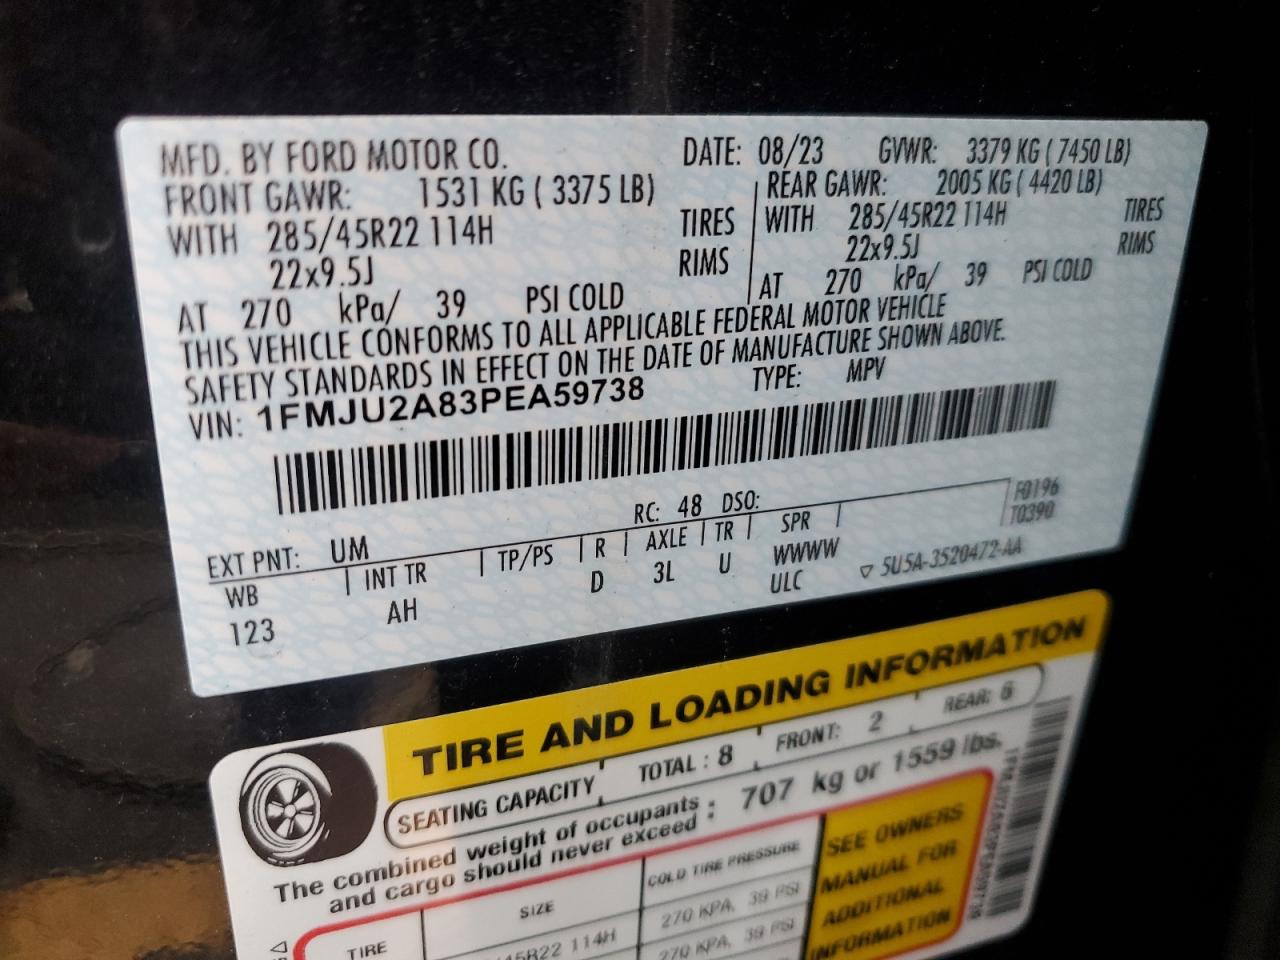 MFD. BY FORD MOTOR CO. DATE: 08/23 GVWR: 3379 KG ( 7450 LB)
FRONT GAWR: 1531 KG ( 3375 LB) REAR GAWR: 2005 KG ( 4420 LB)
WITH 285/45R22 114H TIRES WITH 285/45R22 114H TIRES
22x9.5J RIMS 22x9.5J RIMS
AT 270 kPa/ 39 PSI COLD AT 270 kPa/ 39 PSI COLD
THIS VEHICLE CONFORMS TO ALL APPLICABLE FEDERAL MOTOR VEHICLE
SAFETY STANDARDS IN EFFECT ON THE DATE OF MANUFACTURE SHOWN ABOVE.
VIN: 1FMJU2A83PEA59738 TYPE: MPV
RC: 48 DSO: F0196
EXT PNT: UM T0390
WB INT TR TP/PS R AXLE TR SPR
123 AH D 3L U WWWW
ULC ▽ 5U5A-3520472-AA
TIRE AND LOADING INFORMATION
SEATING CAPACITY TOTAL : 8 FRONT: 2 REAR: 6
The combined weight of occupants : 707 kg or 1559 lbs.
and cargo should never exceed :
TIRE SIZE COLD TIRE PRESSURE
45R22 114H 270 KPA, 39 PSI
270 KPA, 39 PSI
SEE OWNERS
MANUAL FOR
ADDITIONAL
INFORMATION